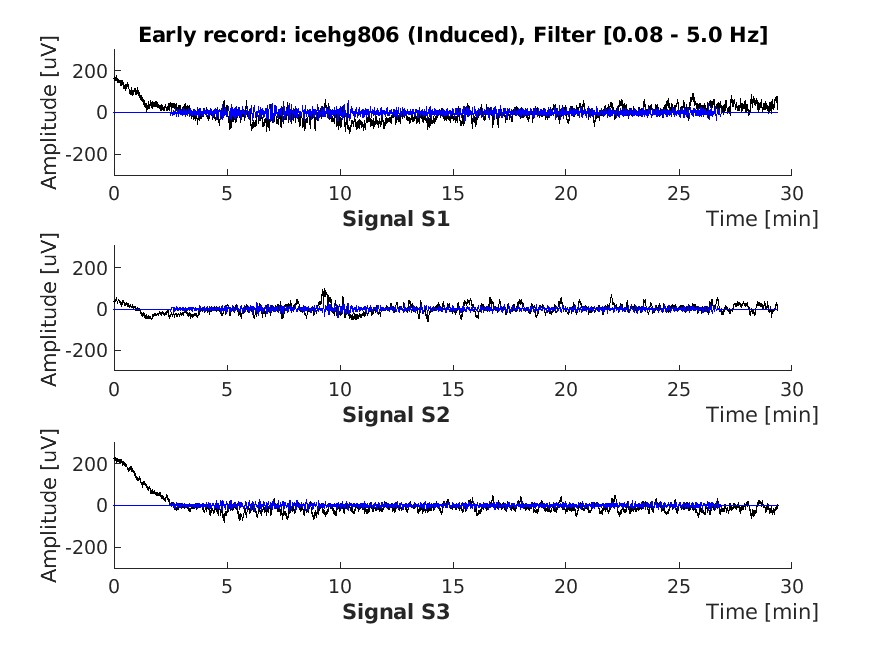 Early record: icehg806 (Induced), Filter [0.08 - 5.0 Hz]
Amplitude [uV]
200
0
-200
0 5 10 15 20 25 30
Signal S1 Time [min]
Amplitude [uV]
200
0
-200
0 5 10 15 20 25 30
Signal S2 Time [min]
Amplitude [uV]
200
0
-200
0 5 10 15 20 25 30
Signal S3 Time [min]